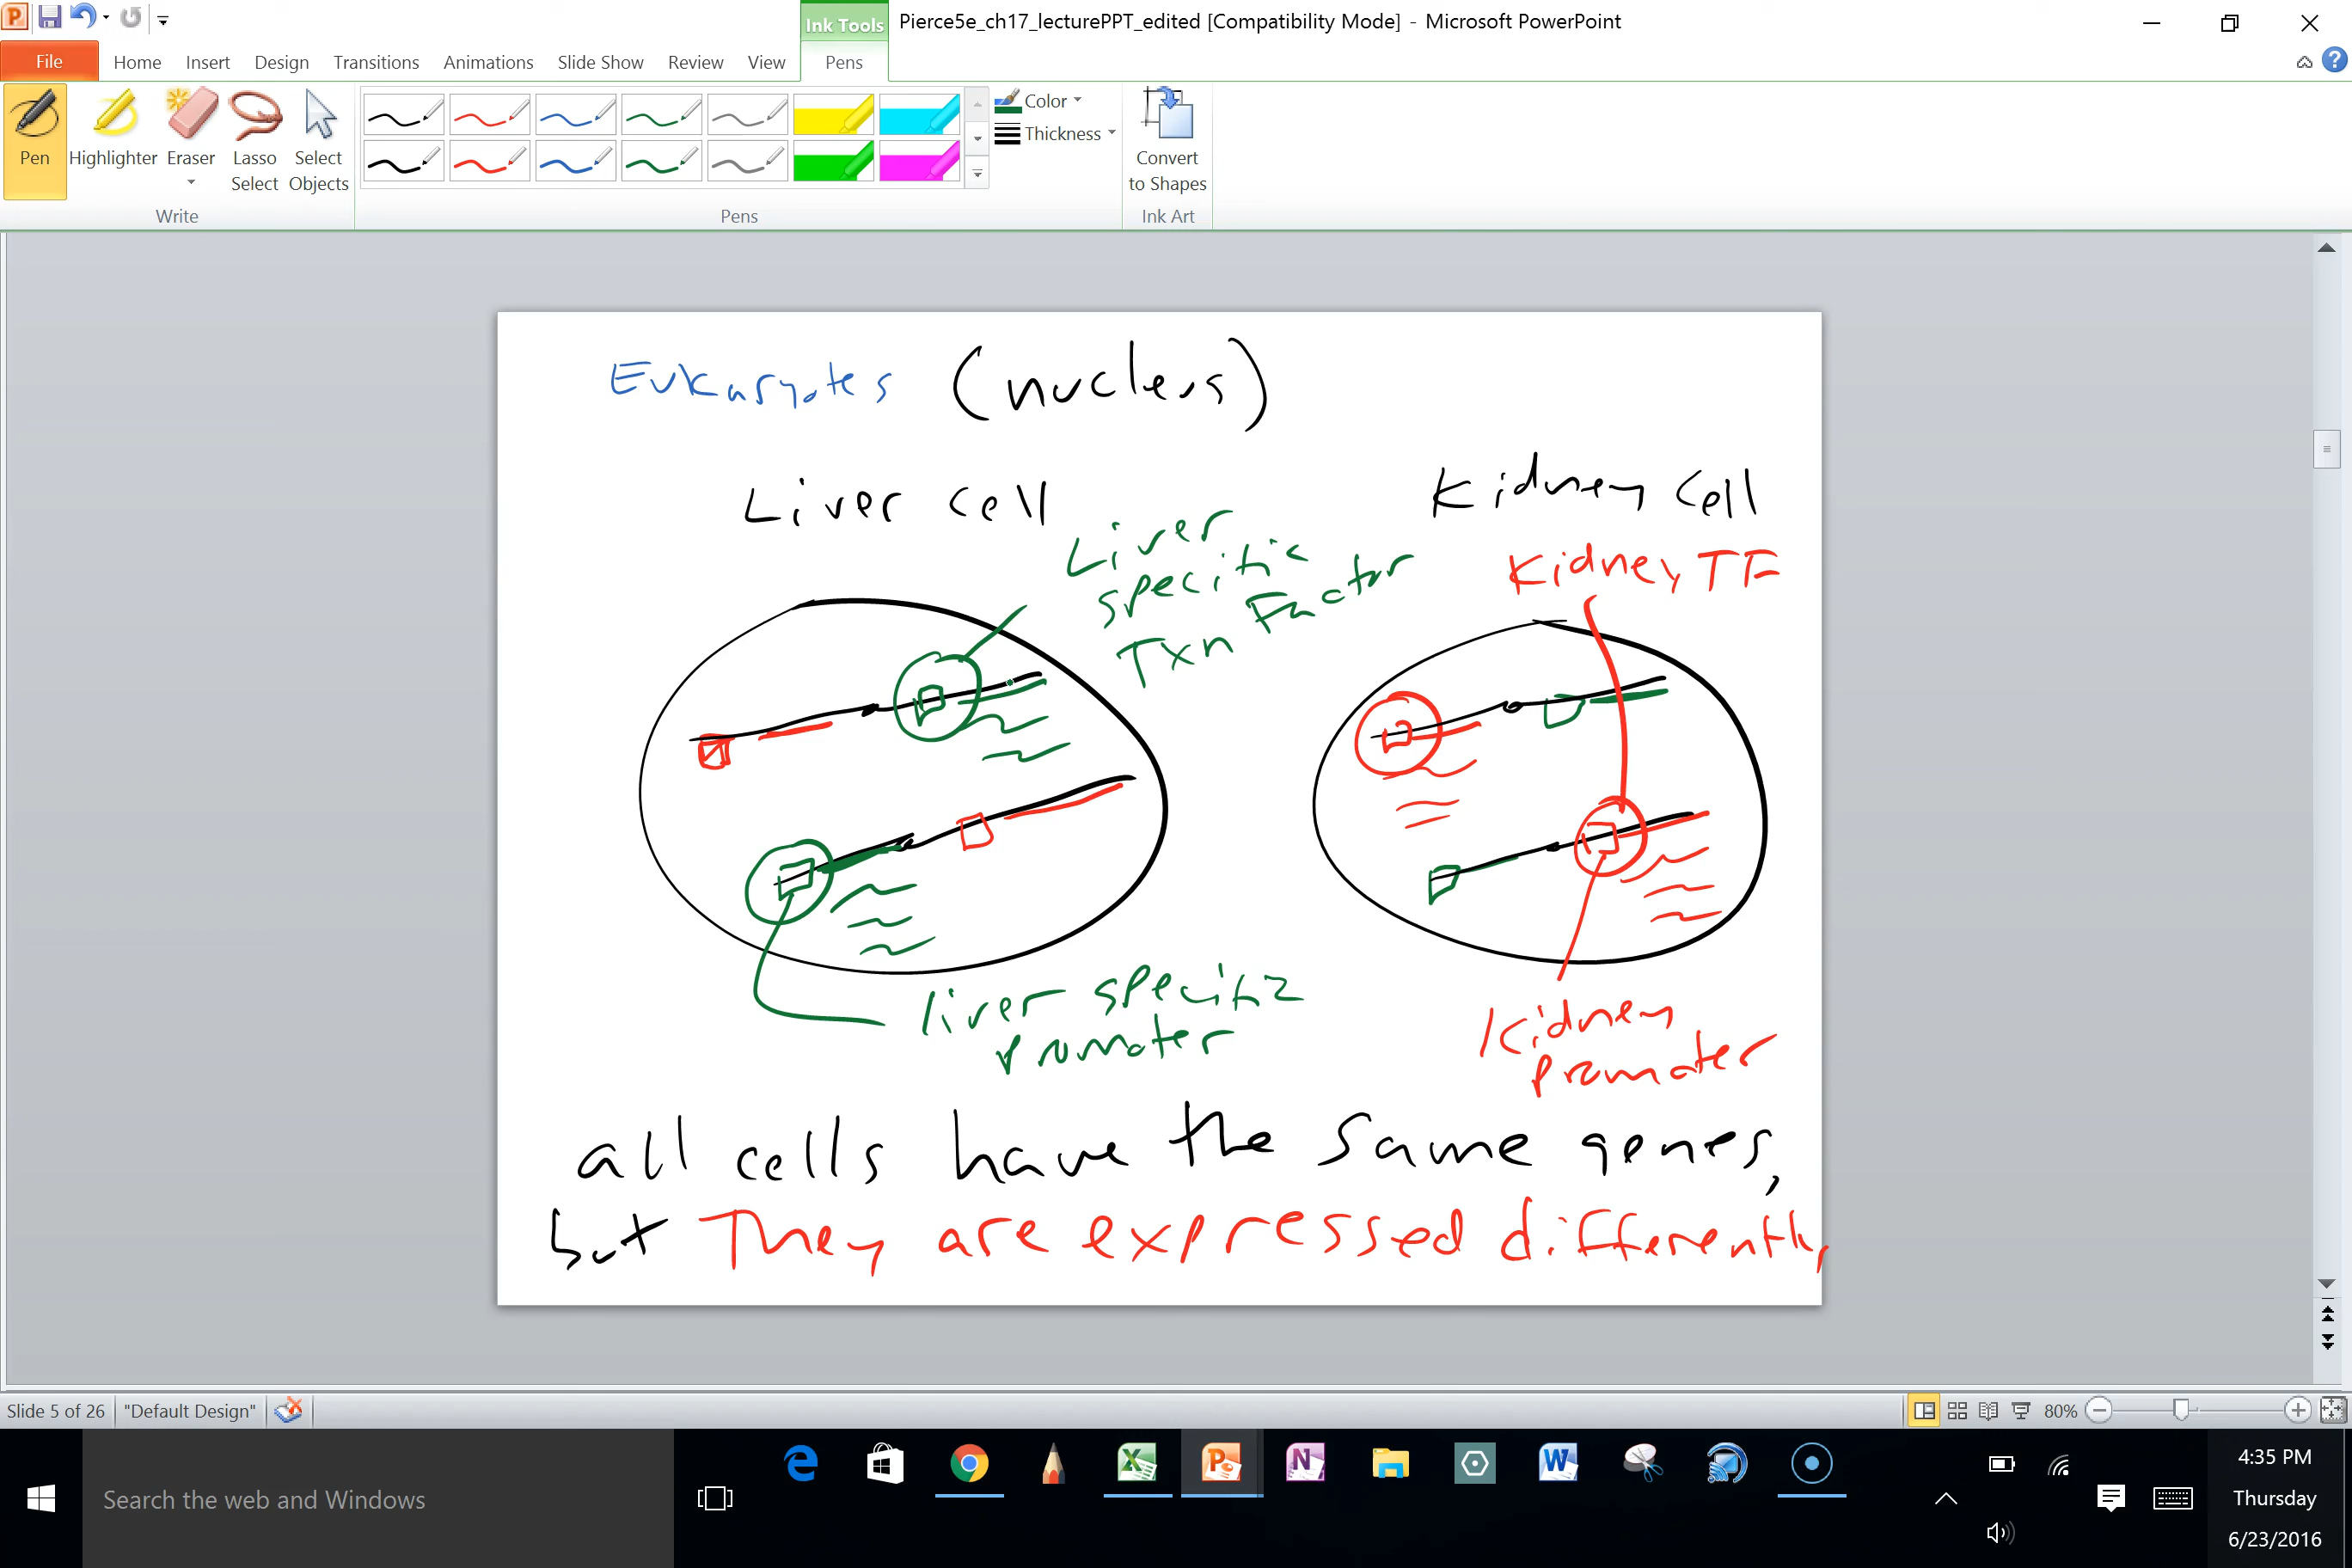 Ink Tools
Pierce5e_ch17_lecturePPT_edited [Compatibility Mode] - Microsoft PowerPoint
File Home Insert Design Transitions Animations Slide Show Review View Pens
Pen Highlighter Eraser Lasso Select Select Objects
Color
Thickness
Convert to Shapes
Write Pens Ink Art
Eukaryotes (nucleus)
Liver cell
Kidney cell
Liver
specific
Txn Factor
Kidney TF
liver specific
promoter
Kidney
promoter
all cells have the same genes,
but They are expressed differently
Slide 5 of 26 "Default Design" 80%
Search the web and Windows
4:35 PM
Thursday
6/23/2016